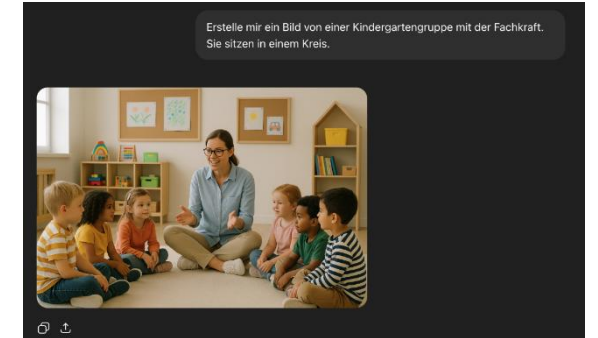 Erstelle mir ein Bild von einer Kindergartengruppe mit der Fachkraft.
Sie sitzen in einem Kreis.